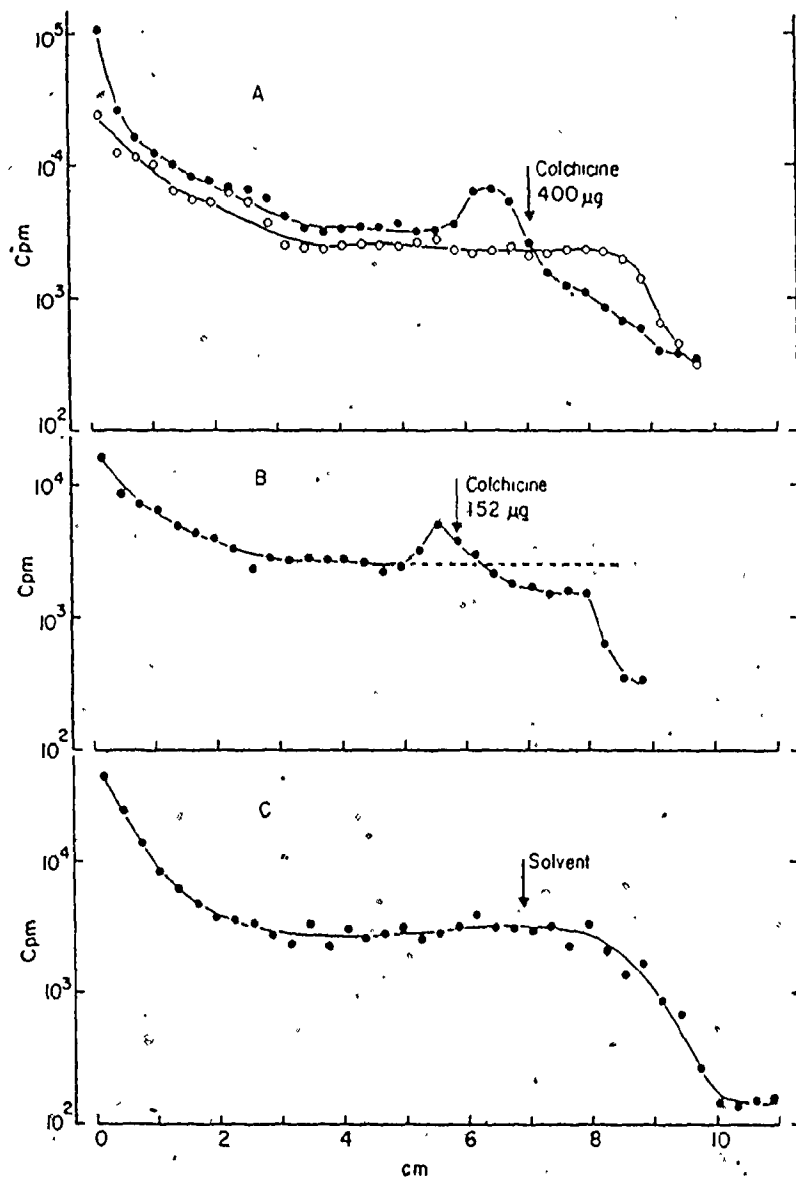 A
Colchicine
400 µg
Cpm
10⁵
10⁴
10³
10²
B
Colchicine
152 µg
10⁴
10³
10²
C
Solvent
Cpm
10⁴
10³
10²
0 2 4 6 8 10
cm